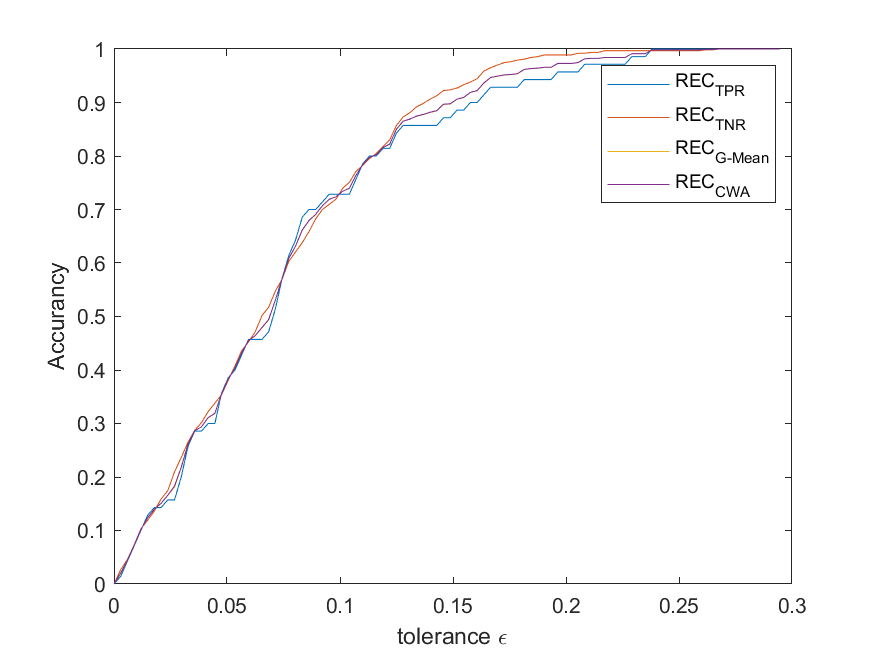 1
0.9
0.8
0.7
0.6
0.5
0.4
0.3
0.2
0.1
0
Accurancy
0 0.05 0.1 0.15 0.2 0.25 0.3
tolerance ϵ
REC_TPR
REC_TNR
REC_G-Mean
REC_CWA